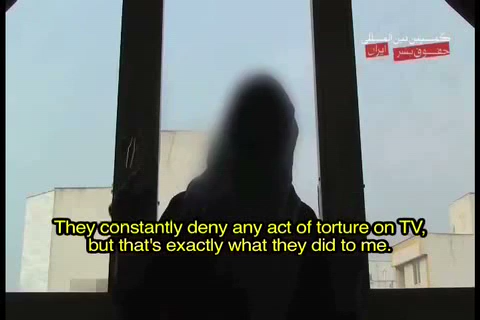 کمپین بین‌المللی
حقوق بشر ایران
They constantly deny any act of torture on TV,
but that's exactly what they did to me.